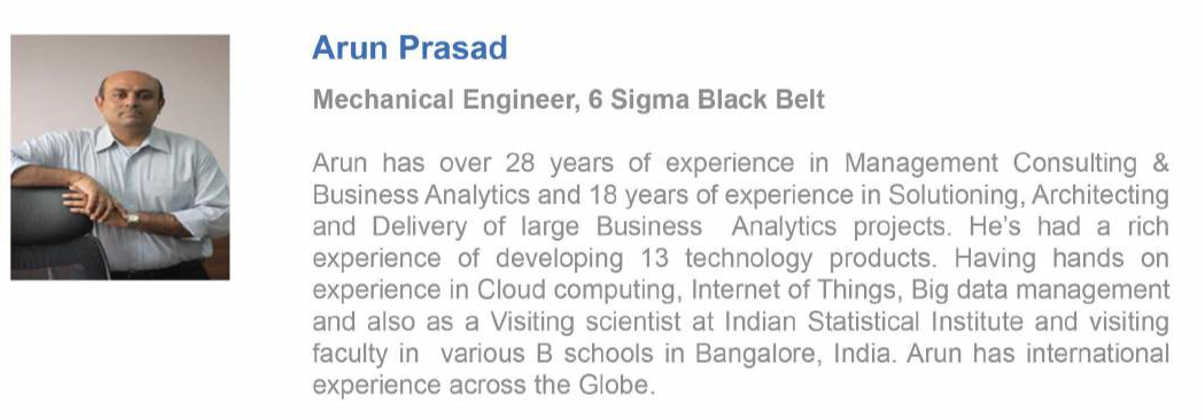 Arun Prasad
Mechanical Engineer, 6 Sigma Black Belt
Arun has over 28 years of experience in Management Consulting &
Business Analytics and 18 years of experience in Solutioning, Architecting
and Delivery of large Business Analytics projects. He's had a rich
experience of developing 13 technology products. Having hands on
experience in Cloud computing, Internet of Things, Big data management
and also as a Visiting scientist at Indian Statistical Institute and visiting
faculty in various B schools in Bangalore, India. Arun has international
experience across the Globe.